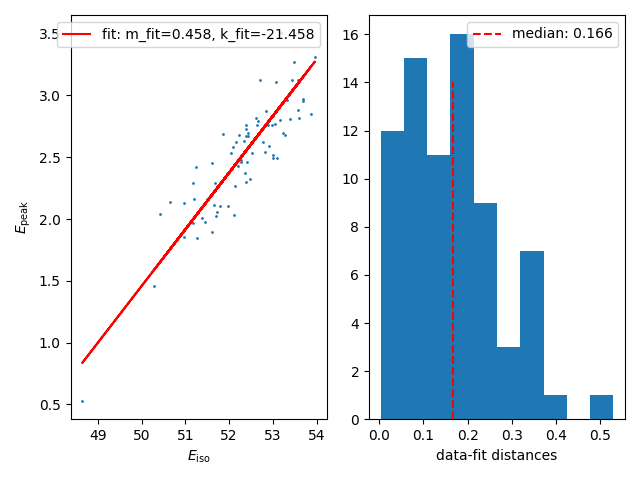 3.5
fit: m_fit=0.458, k_fit=-21.458
3.0
2.5
2.0
1.5
1.0
0.5
E_peak
49 50 51 52 53 54
E_iso
16
median: 0.166
14
12
10
8
6
4
2
0
0.0 0.1 0.2 0.3 0.4 0.5
data-fit distances